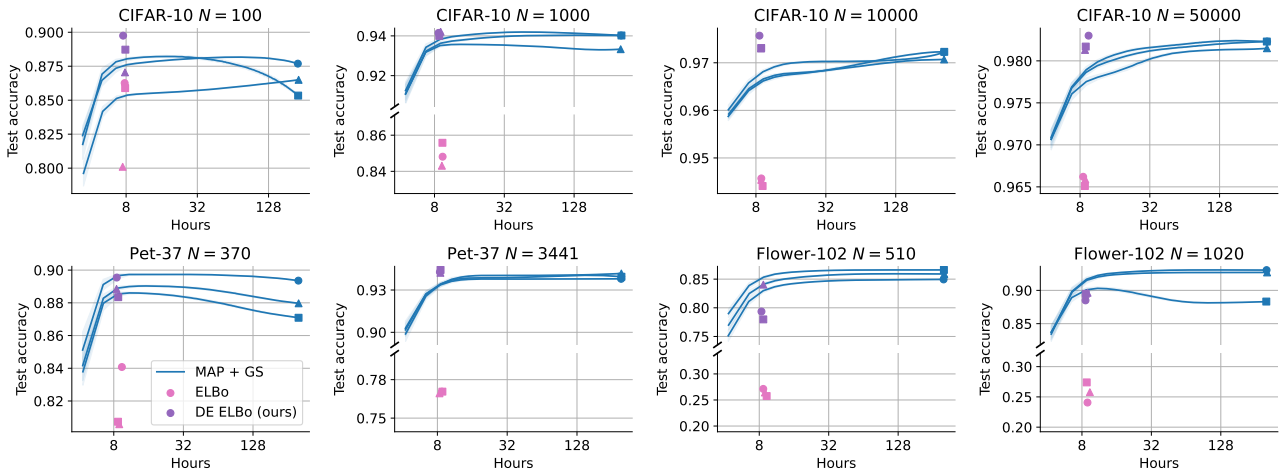 CIFAR-10 N = 100
Test accuracy
0.900
0.875
0.850
0.825
0.800
8
32
128
Hours
CIFAR-10 N = 1000
Test accuracy
0.94
0.92
0.86
0.84
8
32
128
Hours
CIFAR-10 N = 10000
Test accuracy
0.97
0.96
0.95
8
32
128
Hours
CIFAR-10 N = 50000
Test accuracy
0.980
0.975
0.970
0.965
8
32
128
Hours
Pet-37 N = 370
Test accuracy
0.90
0.88
0.86
0.84
0.82
8
32
128
Hours
MAP + GS
ELBo
DE ELBo (ours)
Pet-37 N = 3441
Test accuracy
0.93
0.90
0.78
0.75
8
32
128
Hours
Flower-102 N = 510
Test accuracy
0.85
0.80
0.75
0.30
0.25
0.20
8
32
128
Hours
Flower-102 N = 1020
Test accuracy
0.90
0.85
0.30
0.25
0.20
8
32
128
Hours